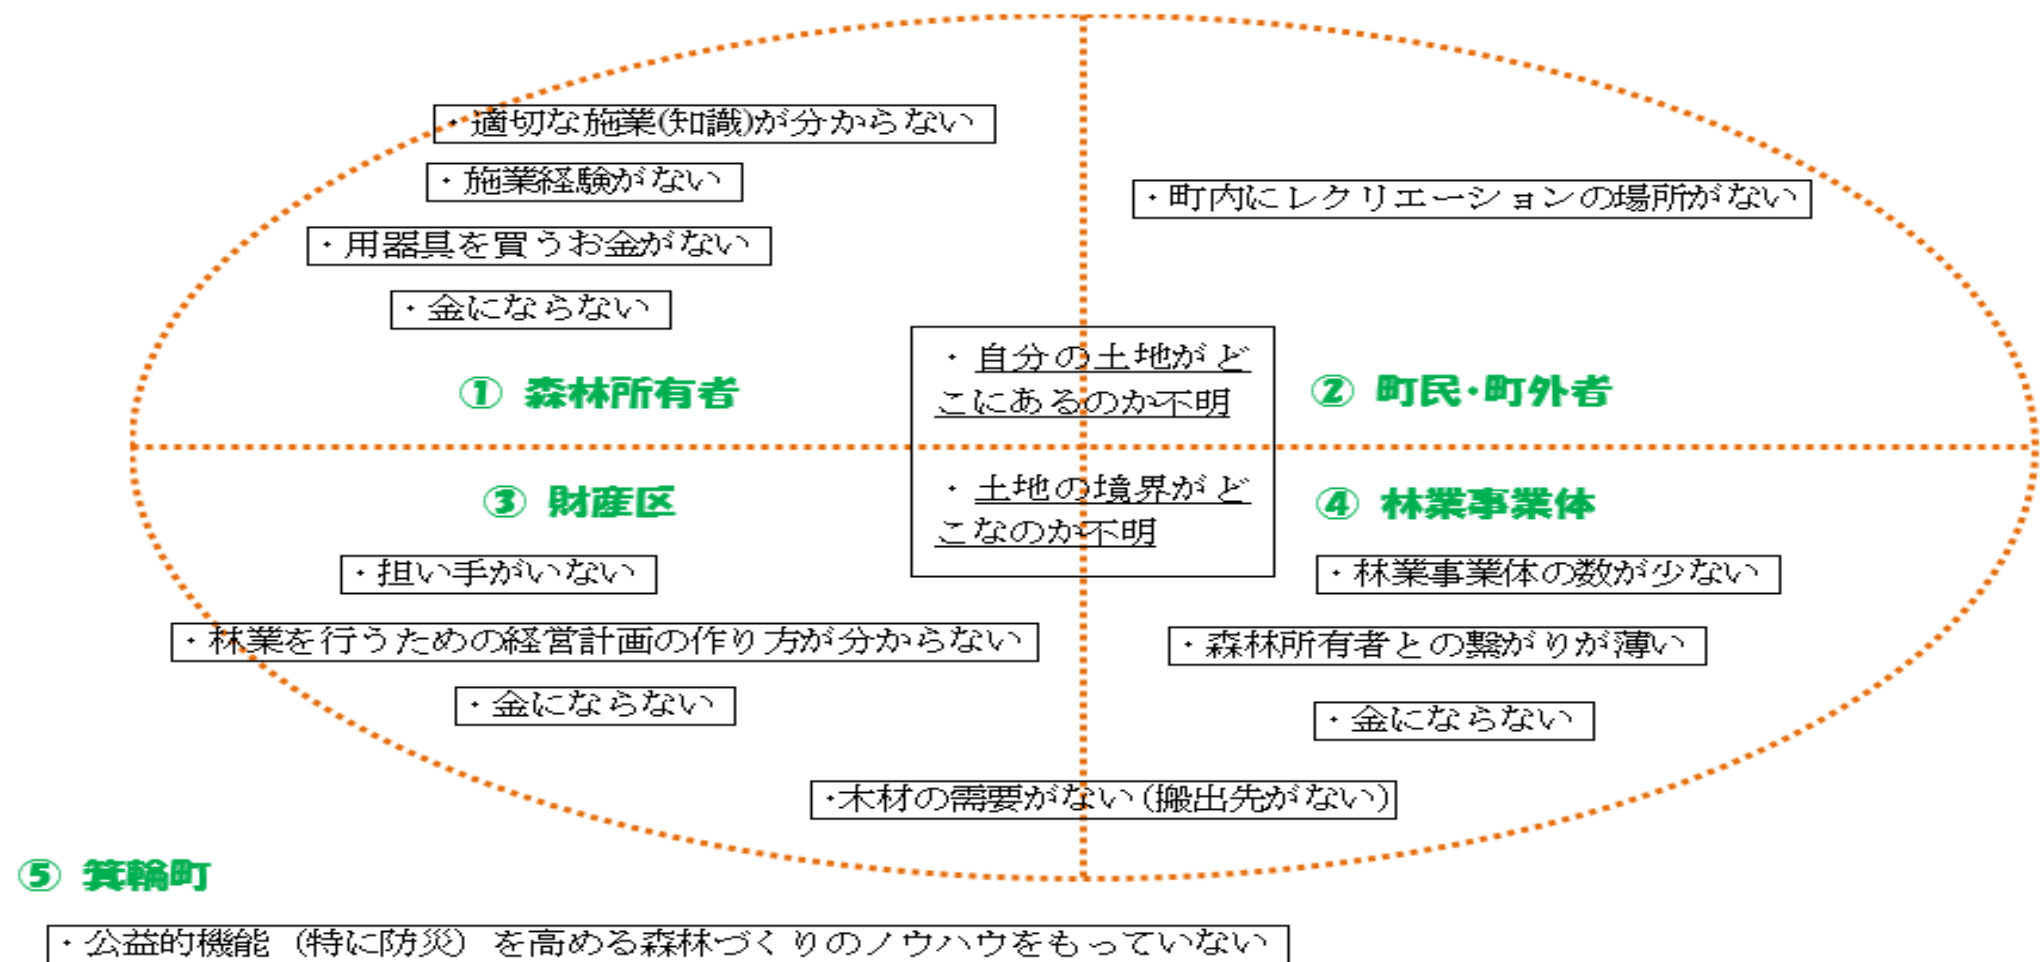 ・適切な施業(知識)が分からない
・施業経験がない
・用器具を買うお金がない
・金にならない
① 森林所有者
・町内にレクリエーションの場所がない
② 町民・町外者
・自分の土地がど
こにあるのか不明
・土地の境界がど
こなのか不明
③ 財産区
・担い手がいない
・林業を行うための経営計画の作り方が分からない
・金にならない
④ 林業事業体
・林業事業体の数が少ない
・森林所有者との繋がりが薄い
・金にならない
・木材の需要がない(搬出先がない)
⑤ 箕輪町
・公益的機能（特に防災）を高める森林づくりのノウハウをもっていない